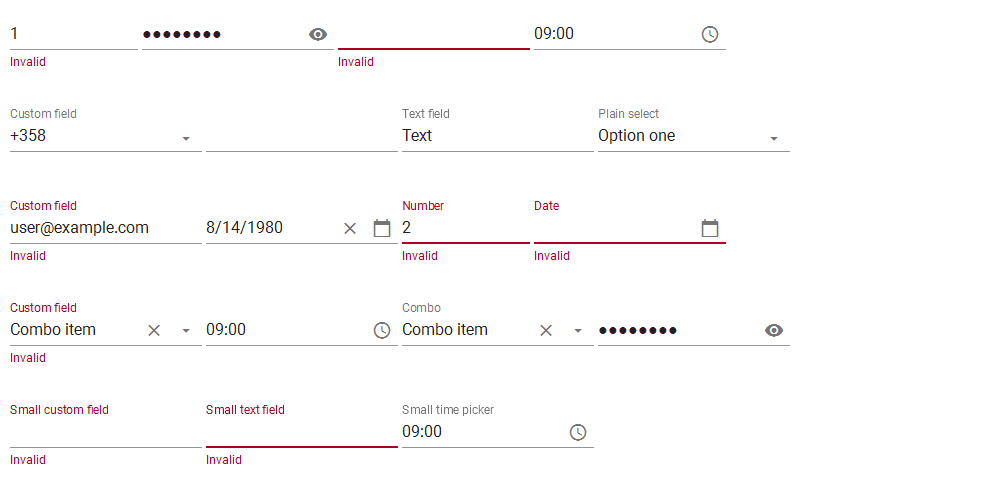 1 •••••••• 09:00
Invalid Invalid
Custom field Text field Plain select
+358 Text Option one
Custom field Number Date
user@example.com 8/14/1980 2
Invalid Invalid Invalid
Custom field Combo
Combo item 09:00 Combo item ••••••••
Invalid
Small custom field Small text field Small time picker
09:00
Invalid Invalid